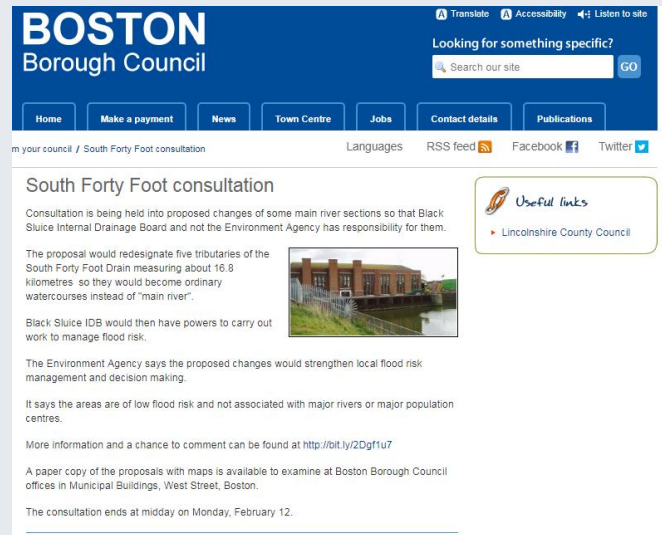 BOSTON
Borough Council
Translate Accessibility Listen to site
Looking for something specific?
Search our site GO
Home Make a payment News Town Centre Jobs Contact details Publications
m your council / South Forty Foot consultation
Languages RSS feed Facebook Twitter
South Forty Foot consultation
Consultation is being held into proposed changes of some main river sections so that Black
Sluice Internal Drainage Board and not the Environment Agency has responsibility for them.
The proposal would redesignate five tributaries of the
South Forty Foot Drain measuring about 16.8
kilometres so they would become ordinary
watercourses instead of "main river".
Black Sluice IDB would then have powers to carry out
work to manage flood risk.
The Environment Agency says the proposed changes would strengthen local flood risk
management and decision making.
It says the areas are of low flood risk and not associated with major rivers or major population
centres.
More information and a chance to comment can be found at http://bit.ly/2Dgf1u7
A paper copy of the proposals with maps is available to examine at Boston Borough Council
offices in Municipal Buildings, West Street, Boston.
The consultation ends at midday on Monday, February 12.
Useful links
Lincolnshire County Council